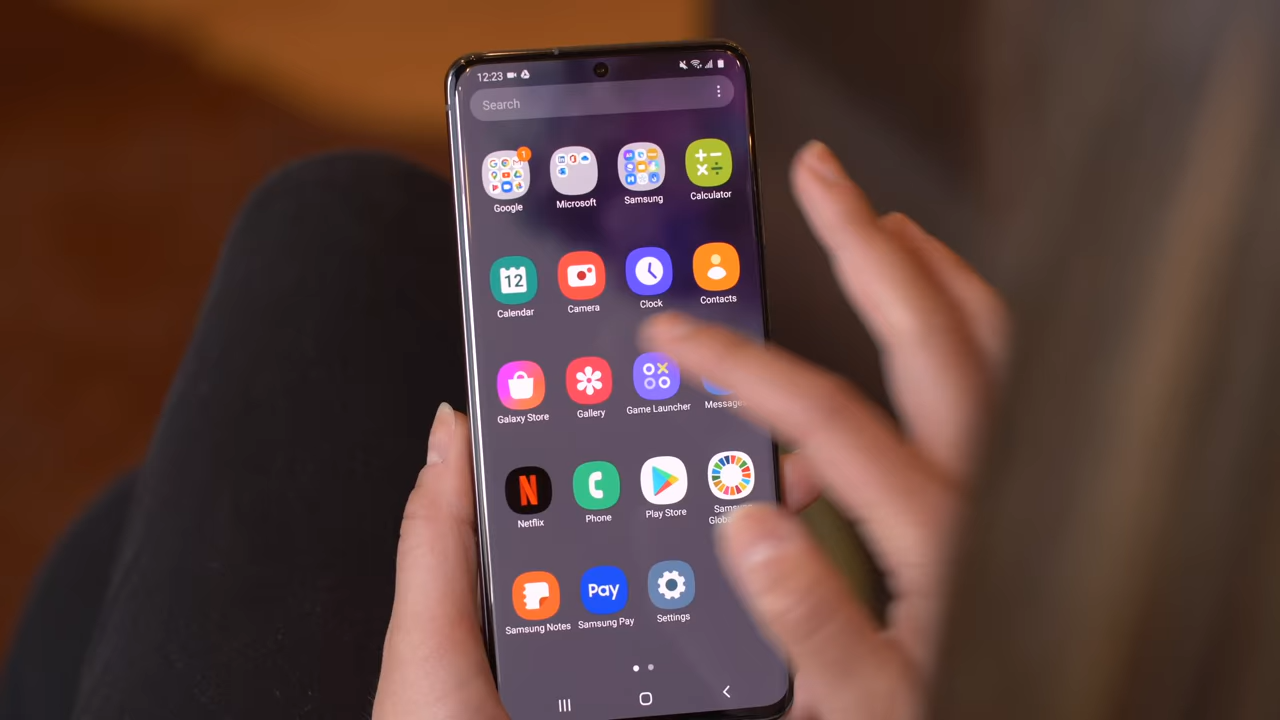 12:23
Search
1
Google
Microsoft
Samsung
Calculator
12
Calendar
Camera
Clock
Contacts
Galaxy Store
Gallery
Game Launcher
Messages
N
Netflix
Phone
Play Store
Pay
Samsung Notes
Samsung Pay
Settings